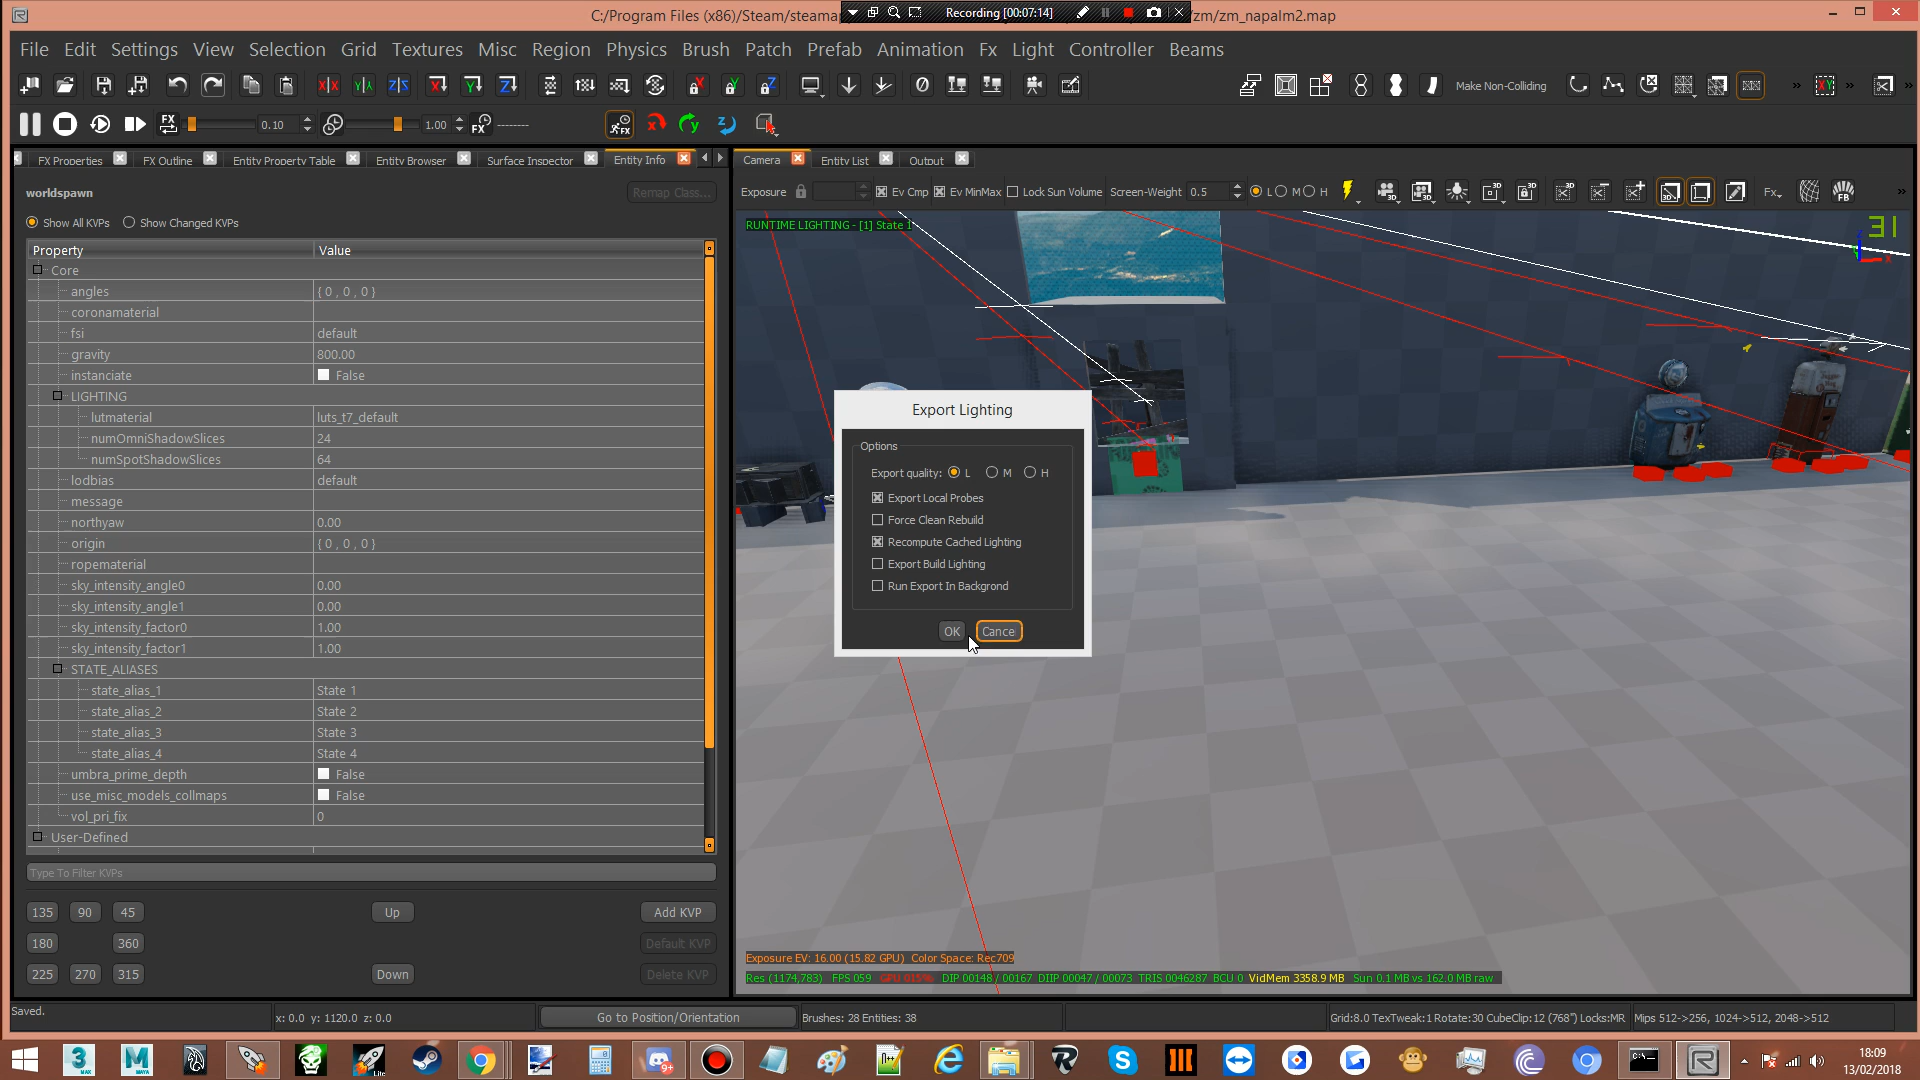 C:/Program Files (x86)/Steam/steama
Recording [00:07:14]
zm/zm_napalm2.map
File Edit Settings View Selection Grid Textures Misc Region Physics Brush Patch Prefab Animation Fx Light Controller Beams
Make Non-Colliding
FX 0.10 1.00 FX --------
FX Properties FX Outline Entity Property Table Entity Browser Surface Inspector Entity Info
Camera Entity List Output
worldspawn
Remap Class...
Exposure Ev Cmp Ev MinMax Lock Sun Volume Screen-Weight 0.5 L M H
Fx..
FB
Show All KVPs Show Changed KVPs
RUNTIME LIGHTING - [1] State 1
31
Property Value
Core
angles { 0 , 0 , 0 }
coronamaterial
fsi default
gravity 800.00
instanciate False
LIGHTING
lutmaterial luts_t7_default
numOmniShadowSlices 24
numSpotShadowSlices 64
lodbias default
message
northyaw 0.00
origin { 0 , 0 , 0 }
ropematerial
sky_intensity_angle0 0.00
sky_intensity_angle1 0.00
sky_intensity_factor0 1.00
sky_intensity_factor1 1.00
STATE_ALIASES
state_alias_1 State 1
state_alias_2 State 2
state_alias_3 State 3
state_alias_4 State 4
umbra_prime_depth False
use_misc_models_collmaps False
vol_pri_fix 0
User-Defined
Type To Filter KVPs
135 90 45 Up Add KVP
180 360 Default KVP
225 270 315 Down Delete KVP
Export Lighting
Options
Export quality: L M H
Export Local Probes
Force Clean Rebuild
Recompute Cached Lighting
Export Build Lighting
Run Export In Backgrond
OK Cance
Exposure EV: 16.00 (15.82 GPU) Color Space: Rec709
Res (1174,783) FPS 059 GPU 015% DIP 00148 / 00167 DIIP 00047 / 00073 TRIS 0046287 BCU 0 VidMem 3358.9 MB Sun 0.1 MB vs 162.0 MB raw
Saved.
x: 0.0 y: 1120.0 z: 0.0
Go to Position/Orientation
Brushes: 28 Entities: 38
Grid:8.0 TexTweak:1 Rotate:30 CubeClip:12 (768") Locks:MR
Mips 512->256, 1024->512, 2048->512
18:09
13/02/2018